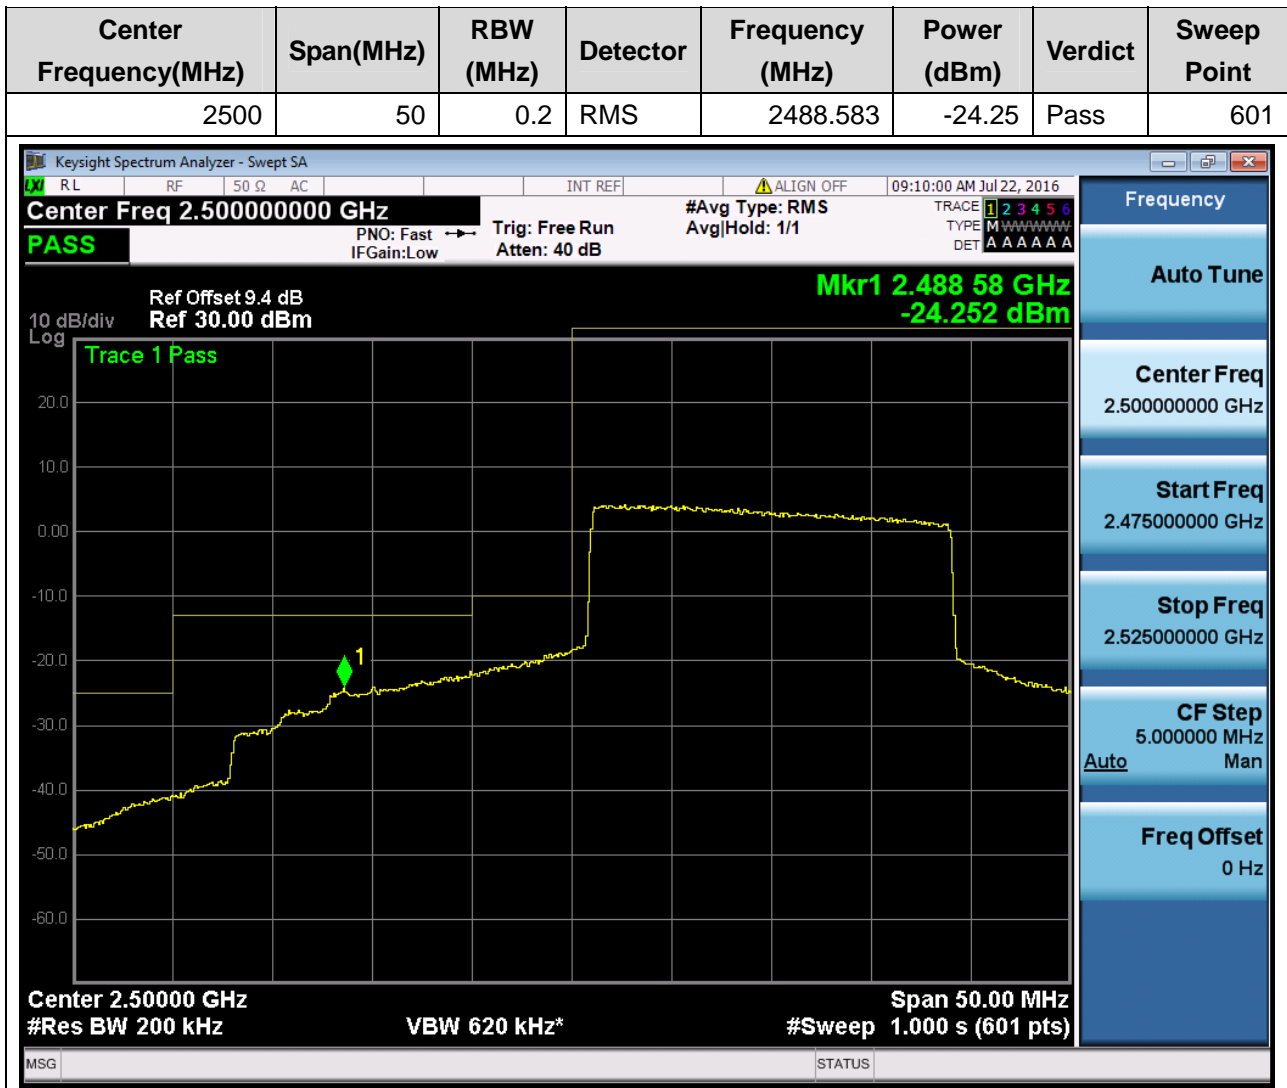 Center Frequency(MHz) Span(MHz) RBW (MHz) Detector Frequency (MHz) Power (dBm) Verdict Sweep Point
2500 50 0.2 RMS 2488.583 -24.25 Pass 601
Keysight Spectrum Analyzer - Swept SA
LXI RL RF 50 Ω AC INT REF ALIGN OFF 09:10:00 AM Jul 22, 2016
Center Freq 2.500000000 GHz
PASS
PNO: Fast
IFGain:Low
Trig: Free Run
Atten: 40 dB
#Avg Type: RMS
Avg|Hold: 1/1
TRACE 1 2 3 4 5 6
TYPE M WWWWW
DET A A A A A A
Frequency
Auto Tune
Center Freq
2.500000000 GHz
Start Freq
2.475000000 GHz
Stop Freq
2.525000000 GHz
CF Step
5.000000 MHz
Auto Man
Freq Offset
0 Hz
Mkr1 2.488 58 GHz
-24.252 dBm
Ref Offset 9.4 dB
10 dB/div Ref 30.00 dBm
Log
Trace 1 Pass
20.0
10.0
0.00
-10.0
-20.0
-30.0
-40.0
-50.0
-60.0
1
Center 2.50000 GHz Span 50.00 MHz
#Res BW 200 kHz VBW 620 kHz* #Sweep 1.000 s (601 pts)
MSG STATUS